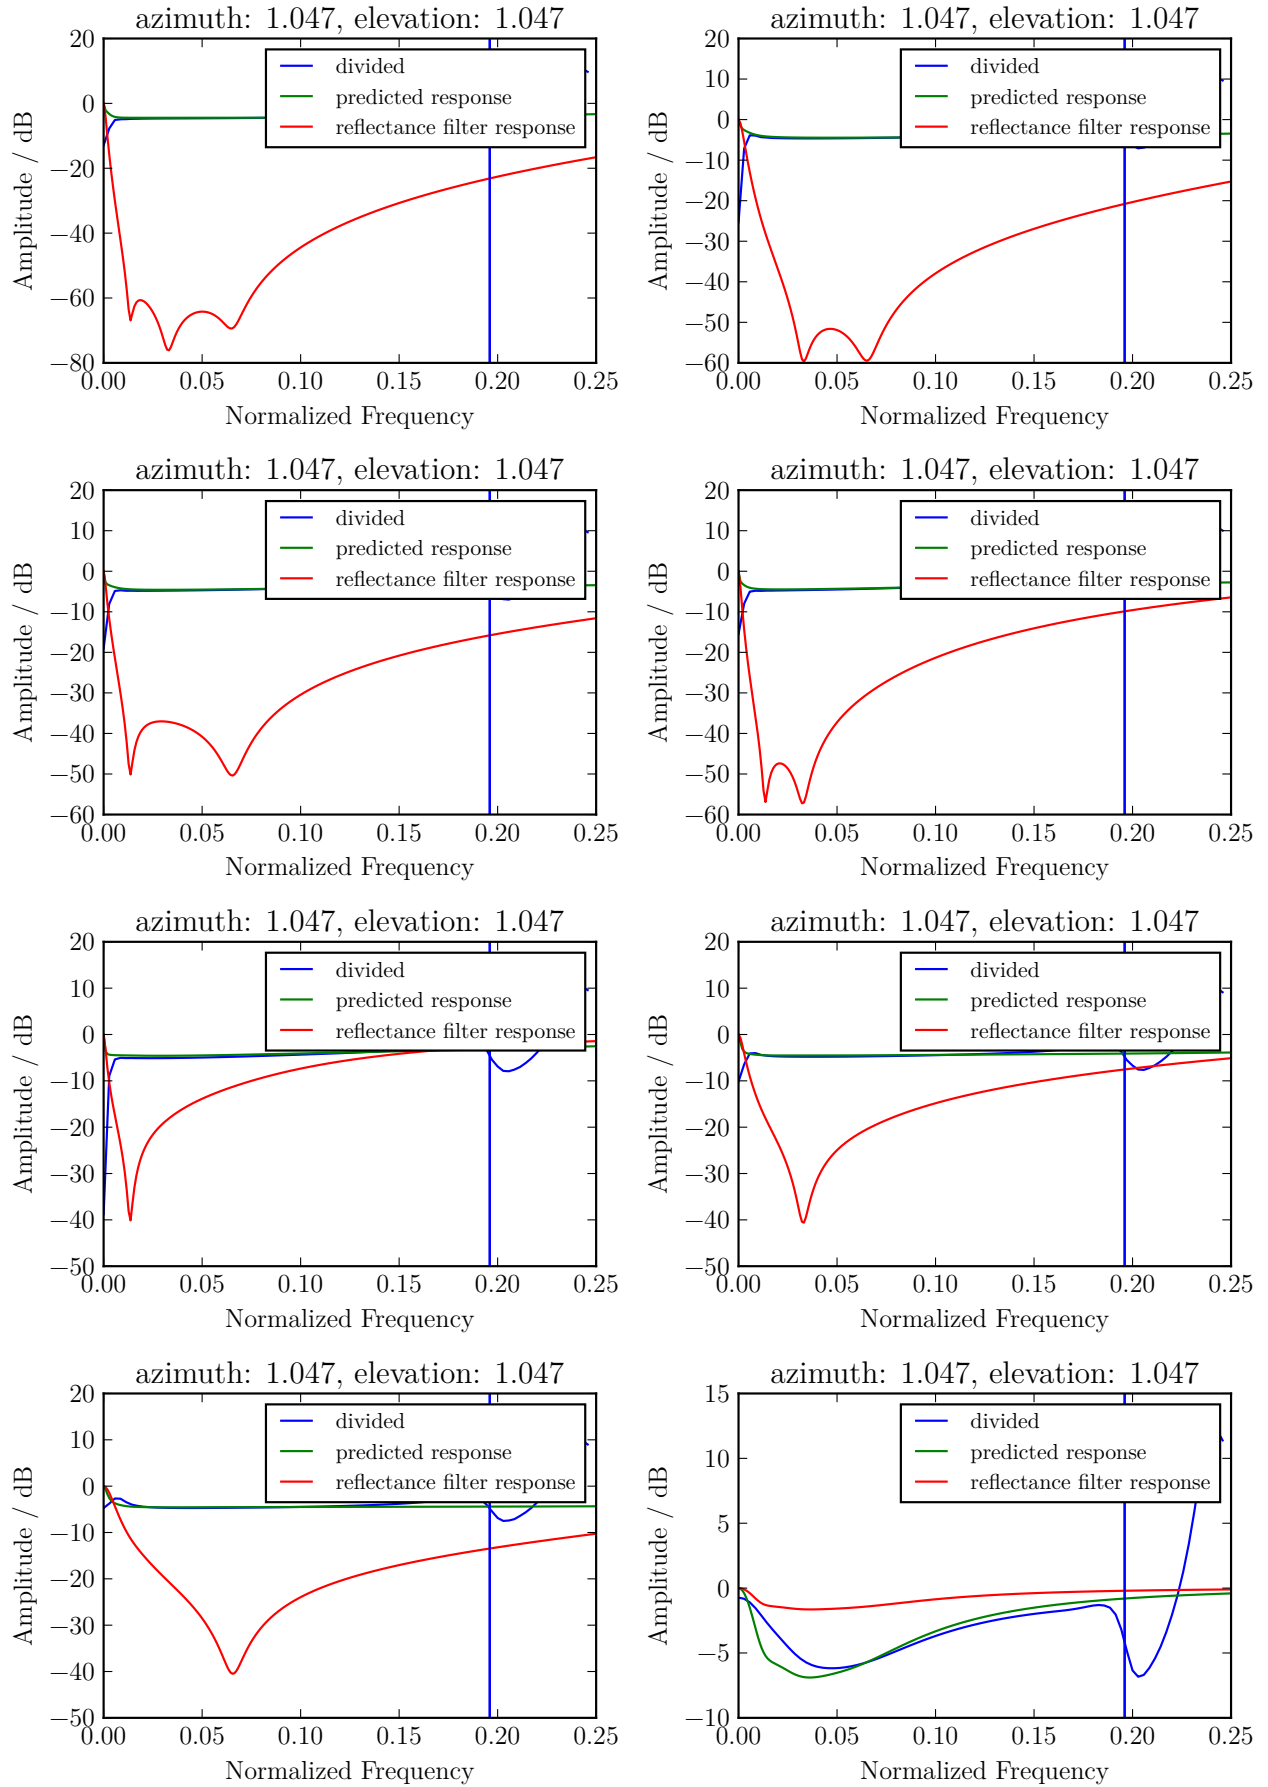 azimuth: 1.047, elevation: 1.047
20
0
−20
−40
−60
−80
Amplitude / dB
divided
predicted response
reflectance filter response
0.00 0.05 0.10 0.15 0.20 0.25
Normalized Frequency
azimuth: 1.047, elevation: 1.047
20
10
0
−10
−20
−30
−40
−50
−60
Amplitude / dB
divided
predicted response
reflectance filter response
0.00 0.05 0.10 0.15 0.20 0.25
Normalized Frequency
azimuth: 1.047, elevation: 1.047
20
10
0
−10
−20
−30
−40
−50
−60
Amplitude / dB
divided
predicted response
reflectance filter response
0.00 0.05 0.10 0.15 0.20 0.25
Normalized Frequency
azimuth: 1.047, elevation: 1.047
20
10
0
−10
−20
−30
−40
−50
−60
Amplitude / dB
divided
predicted response
reflectance filter response
0.00 0.05 0.10 0.15 0.20 0.25
Normalized Frequency
azimuth: 1.047, elevation: 1.047
20
10
0
−10
−20
−30
−40
−50
Amplitude / dB
divided
predicted response
reflectance filter response
0.00 0.05 0.10 0.15 0.20 0.25
Normalized Frequency
azimuth: 1.047, elevation: 1.047
20
10
0
−10
−20
−30
−40
−50
Amplitude / dB
divided
predicted response
reflectance filter response
0.00 0.05 0.10 0.15 0.20 0.25
Normalized Frequency
azimuth: 1.047, elevation: 1.047
20
10
0
−10
−20
−30
−40
−50
Amplitude / dB
divided
predicted response
reflectance filter response
0.00 0.05 0.10 0.15 0.20 0.25
Normalized Frequency
azimuth: 1.047, elevation: 1.047
15
10
5
0
−5
−10
Amplitude / dB
divided
predicted response
reflectance filter response
0.00 0.05 0.10 0.15 0.20 0.25
Normalized Frequency